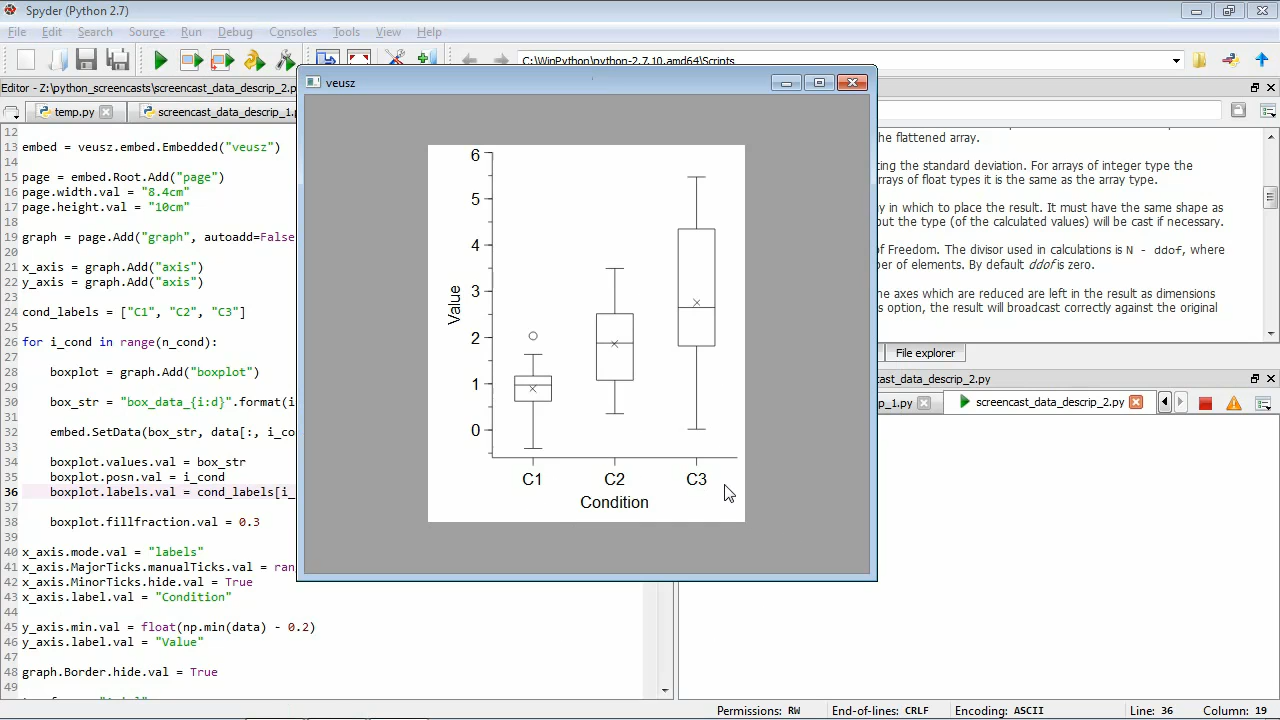 Spyder (Python 2.7)
File Edit Search Source Run Debug Consoles Tools View Help
C:\WinPython\python-2.7.10.amd64\Scripts
Editor - Z:\python_screencasts\screencast_data_descrip_2.p
temp.py
screencast_data_descrip_1.
12
13 embed = veusz.embed.Embedded("veusz")
14
15 page = embed.Root.Add("page")
16 page.width.val = "8.4cm"
17 page.height.val = "10cm"
18
19 graph = page.Add("graph", autoadd=False
20
21 x_axis = graph.Add("axis")
22 y_axis = graph.Add("axis")
23
24 cond_labels = ["C1", "C2", "C3"]
25
26 for i_cond in range(n_cond):
27
28 boxplot = graph.Add("boxplot")
29
30 box_str = "box_data_{i:d}".format(i
31
32 embed.SetData(box_str, data[:, i_co
33
34 boxplot.values.val = box_str
35 boxplot.posn.val = i_cond
36 boxplot.labels.val = cond_labels[i_
37
38 boxplot.fillfraction.val = 0.3
39
40 x_axis.mode.val = "labels"
41 x_axis.MajorTicks.manualTicks.val = ran
42 x_axis.MinorTicks.hide.val = True
43 x_axis.label.val = "Condition"
44
45 y_axis.min.val = float(np.min(data) - 0.2)
46 y_axis.label.val = "Value"
47
48 graph.Border.hide.val = True
49
veusz
6
5
4
3
2
1
0
Value
C1 C2 C3
Condition
he flattened array.
ting the standard deviation. For arrays of integer type the
rrays of float types it is the same as the array type.
y in which to place the result. It must have the same shape as
out the type (of the calculated values) will be cast if necessary.
of Freedom. The divisor used in calculations is N - ddof, where
ber of elements. By default ddof is zero.
he axes which are reduced are left in the result as dimensions
s option, the result will broadcast correctly against the original
File explorer
cast_data_descrip_2.py
p_1.py
screencast_data_descrip_2.py
Permissions: RW End-of-lines: CRLF Encoding: ASCII Line: 36 Column: 19